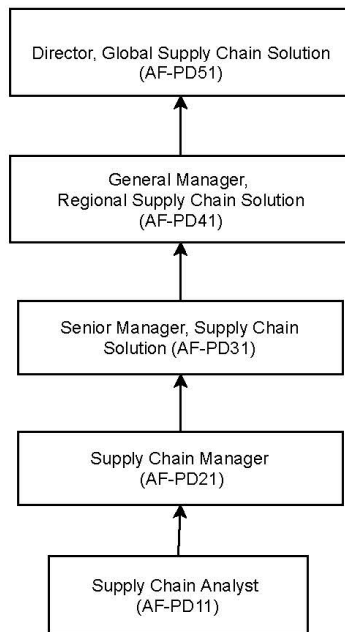 Director, Global Supply Chain Solution
(AF-PD51)
General Manager,
Regional Supply Chain Solution
(AF-PD41)
Senior Manager, Supply Chain
Solution (AF-PD31)
Supply Chain Manager
(AF-PD21)
Supply Chain Analyst
(AF-PD11)